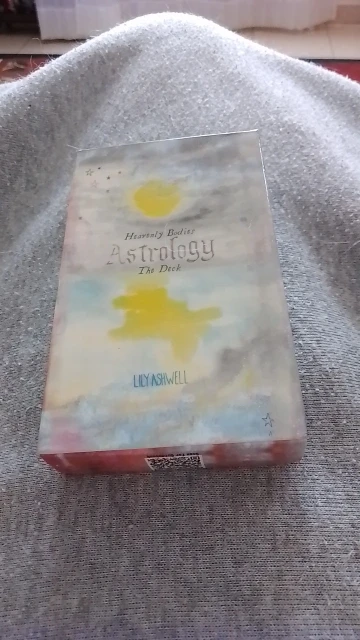 Heavenly Bodies
Astrology
The Deck
LILY ASHWELL